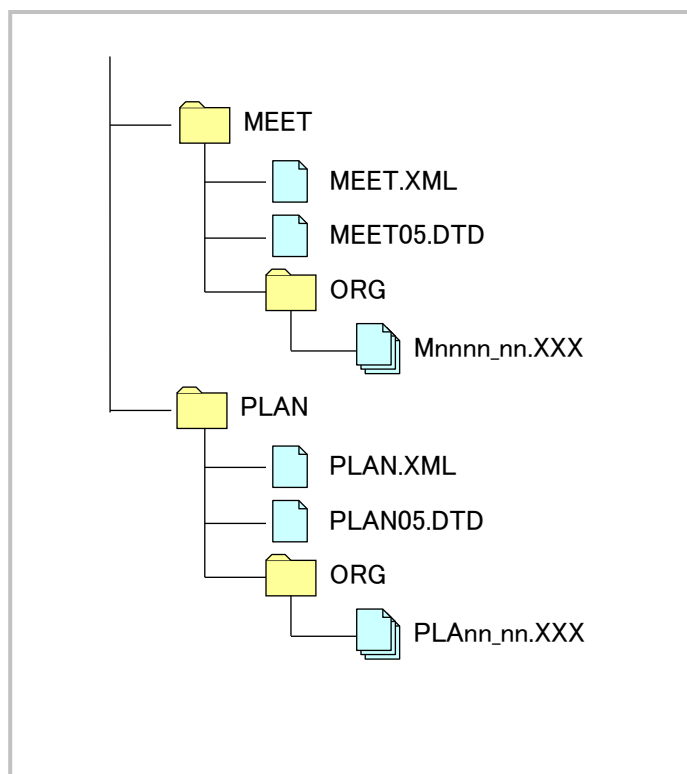 MEET
MEET.XML
MEET05.DTD
ORG
Mnnnn_nn.XXX
PLAN
PLAN.XML
PLAN05.DTD
ORG
PLAnn_nn.XXX